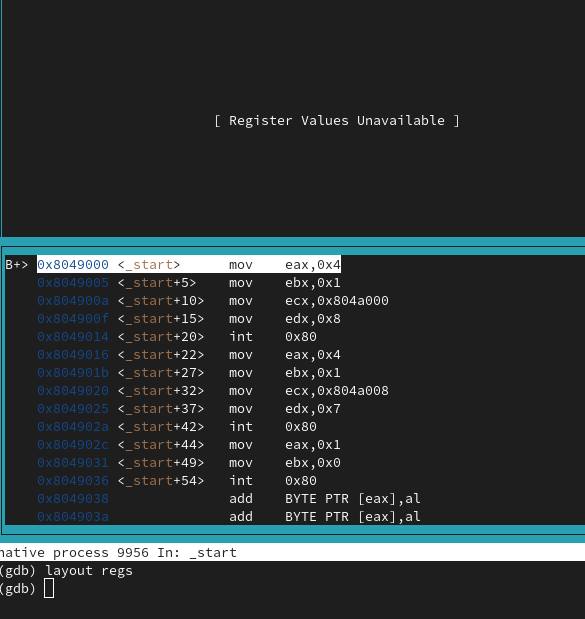 [ Register Values Unavailable ]
B+> 0x8049000 <_start> mov eax,0x4
0x8049005 <_start+5> mov ebx,0x1
0x804900a <_start+10> mov ecx,0x804a000
0x804900f <_start+15> mov edx,0x8
0x8049014 <_start+20> int 0x80
0x8049016 <_start+22> mov eax,0x4
0x804901b <_start+27> mov ebx,0x1
0x8049020 <_start+32> mov ecx,0x804a008
0x8049025 <_start+37> mov edx,0x7
0x804902a <_start+42> int 0x80
0x804902c <_start+44> mov eax,0x1
0x8049031 <_start+49> mov ebx,0x0
0x8049036 <_start+54> int 0x80
0x8049038 add BYTE PTR [eax],al
0x804903a add BYTE PTR [eax],al
native process 9956 In: _start
(gdb) layout regs
(gdb)